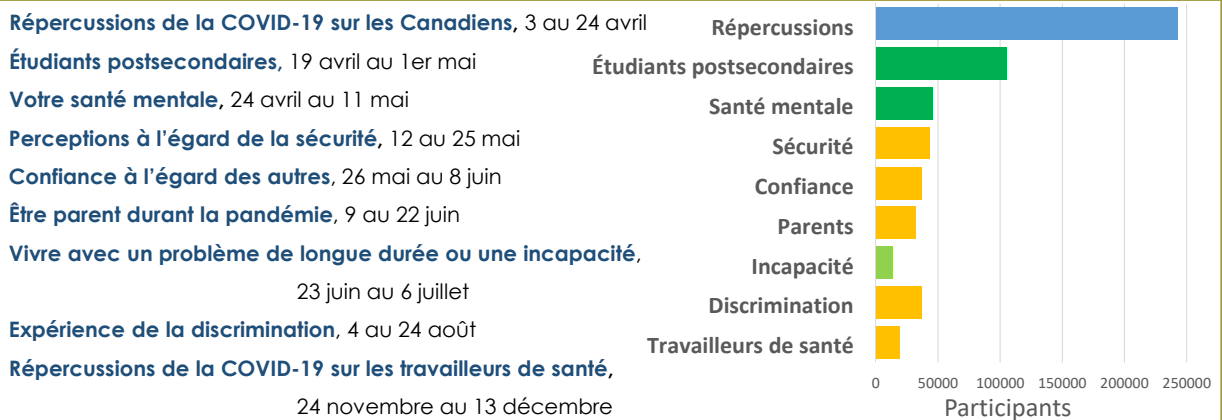 Répercussions de la COVID-19 sur les Canadiens, 3 au 24 avril
Étudiants postsecondaires, 19 avril au 1er mai
Votre santé mentale, 24 avril au 11 mai
Perceptions à l'égard de la sécurité, 12 au 25 mai
Confiance à l'égard des autres, 26 mai au 8 juin
Être parent durant la pandémie, 9 au 22 juin
Vivre avec un problème de longue durée ou une incapacité,
23 juin au 6 juillet
Expérience de la discrimination, 4 au 24 août
Répercussions de la COVID-19 sur les travailleurs de santé,
24 novembre au 13 décembre
Répercussions
Étudiants postsecondaires
Santé mentale
Sécurité
Confiance
Parents
Incapacité
Discrimination
Travailleurs de santé
0 50000 100000 150000 200000 250000
Participants